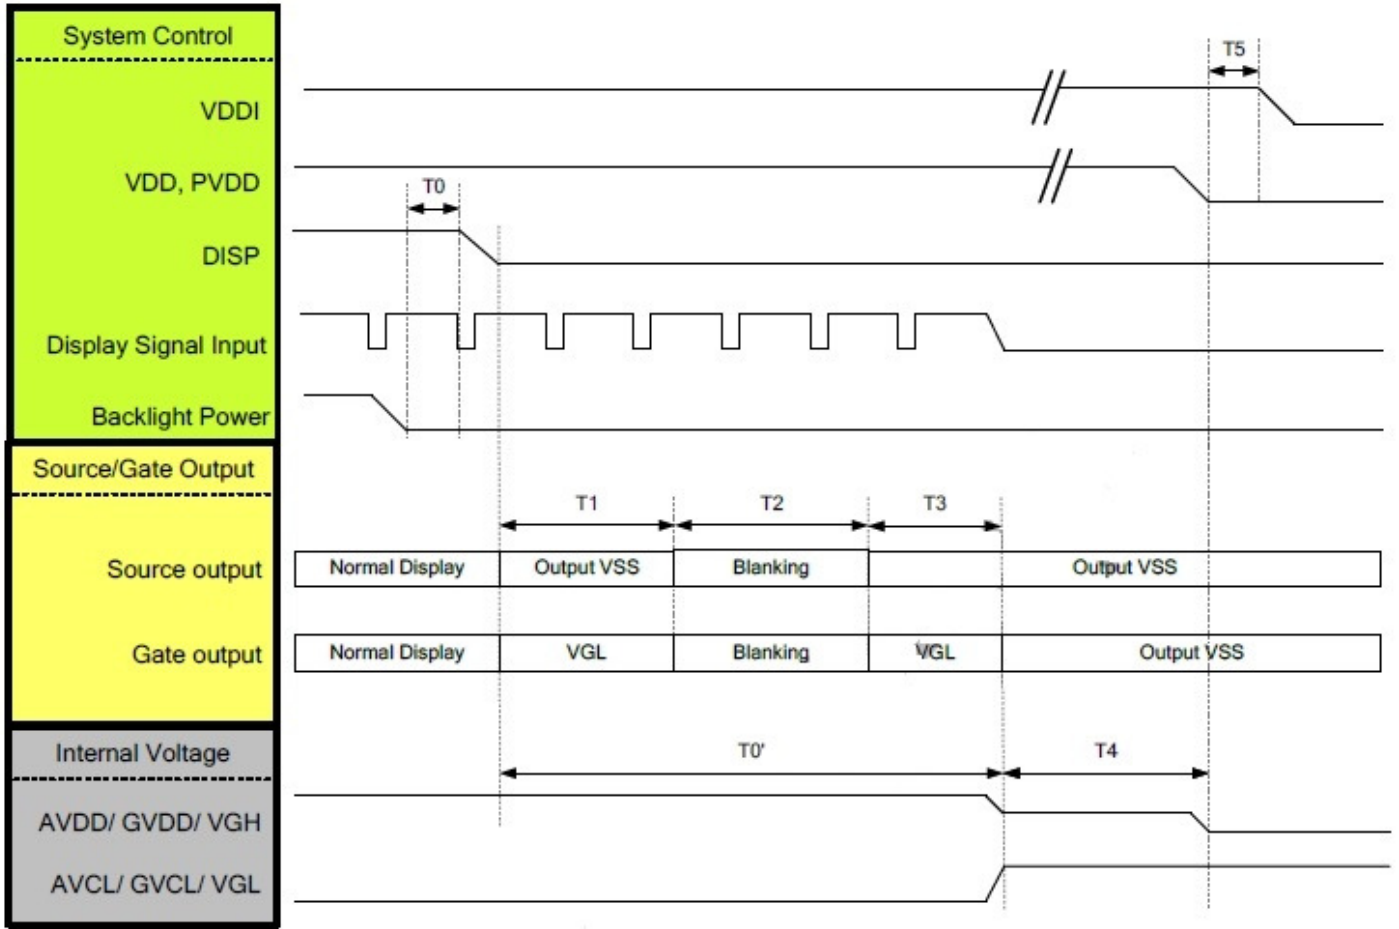 System Control
T5
VDDI
VDD, PVDD
T0
DISP
Display Signal Input
Backlight Power
Source/Gate Output
T1 T2 T3
Source output Normal Display Output VSS Blanking Output VSS
Gate output Normal Display VGL Blanking VGL Output VSS
Internal Voltage
T0' T4
AVDD/ GVDD/ VGH
AVCL/ GVCL/ VGL